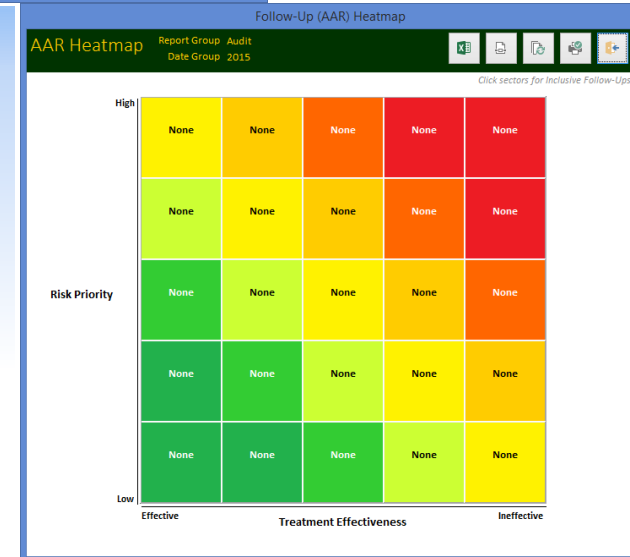 Follow-Up (AAR) Heatmap
AAR Heatmap
Report Group Audit
Date Group 2015
Click sectors for Inclusive Follow-Ups
High
None None None None None
None None None None None
Risk Priority
None None None None None
None None None None None
None None None None None
Low
Effective Treatment Effectiveness Ineffective